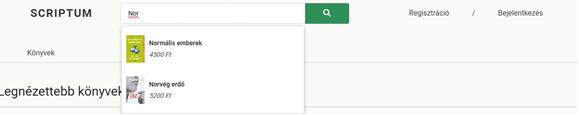 SCRIPTUM
Nor
Regisztráció / Bejelentkezés
Könyvek
Normális emberek
4500 Ft
Norvég erdő
5200 Ft
Legnézettebb könyvek